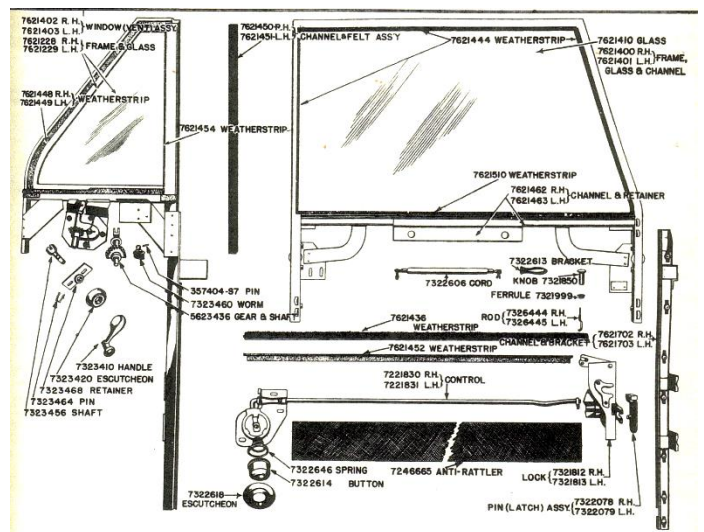 7621402 R.H. WINDOW (VENT) ASSY.
7621403 L.H.
7621228 R.H. FRAME & GLASS
7621229 L.H.
7621448 R.H. WEATHERSTRIP
7621449 L.H.
7621450-R.H. CHANNEL & FELT ASS'Y
7621451-L.H.
7621444 WEATHERSTRIP
7621410 GLASS
7621400 R.H. FRAME,
7621401 L.H. GLASS & CHANNEL
7621454 WEATHERSTRIP
7621510 WEATHERSTRIP
7621462 R.H. CHANNEL & RETAINER
7621463 L.H.
357404-S7 PIN
7323460 WORM
5623436 GEAR & SHAFT
7322613 BRACKET
7322606 CORD
KNOB 7321850
FERRULE 7321999
ROD 7326444 R.H.
7326445 L.H.
7621436
WEATHERSTRIP
CHANNEL & BRACKET 7621702 R.H.
7621703 L.H.
7621452 WEATHERSTRIP
7323410 HANDLE
7323420 ESCUTCHEON
7323468 RETAINER
7323464 PIN
7323456 SHAFT
7221830 R.H. CONTROL
7221831 L.H.
7322646 SPRING
7322614 BUTTON
7322618
ESCUTCHEON
7246665 ANTI-RATTLER
LOCK 7321812 R.H.
7321813 L.H.
PIN (LATCH) ASSY. 7322078 R.H.
7322079 L.H.